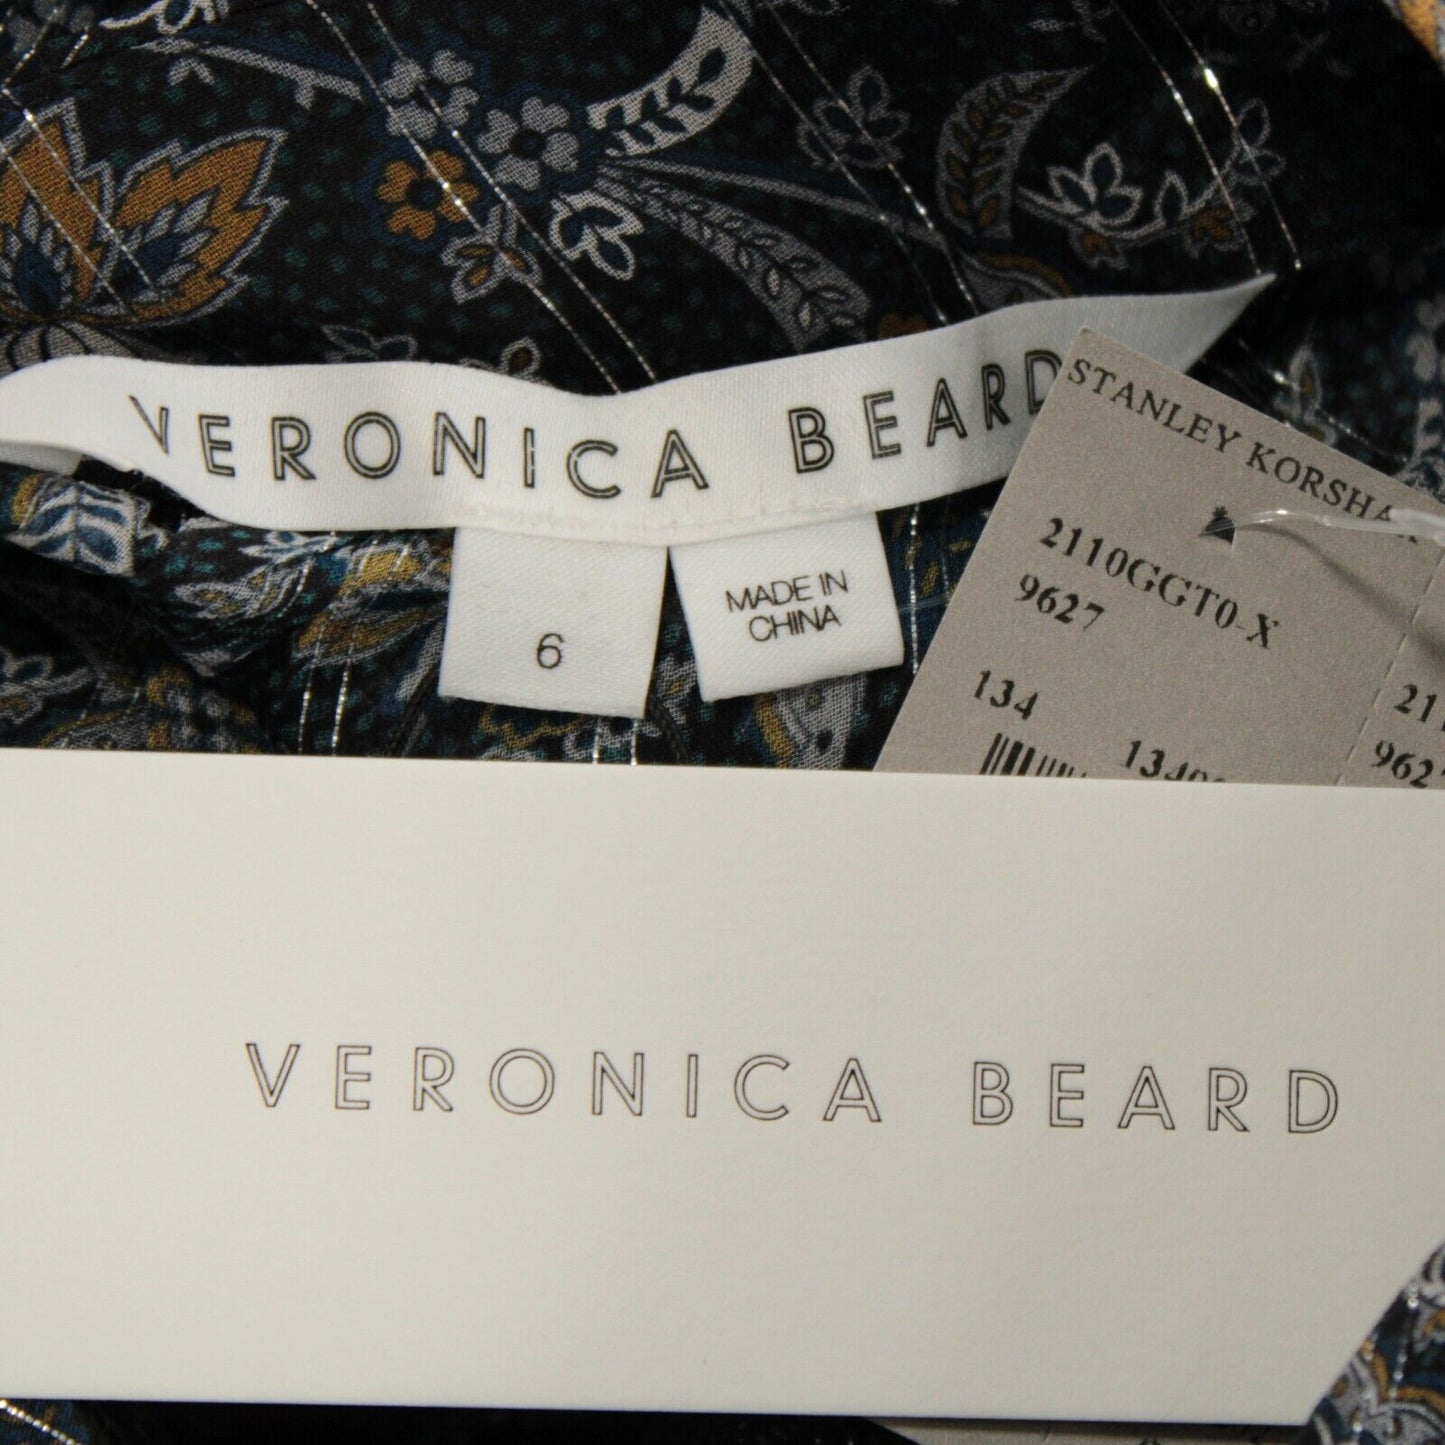 VERONICA BEARD
6
MADE IN
CHINA
STANLEY KORSHA
2110GGT0-X
9627
134
VERONICA BEARD